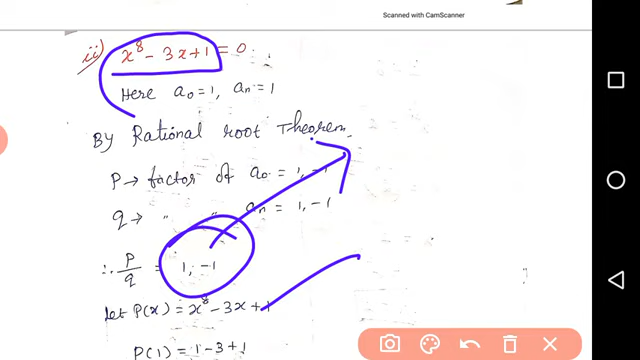 Scanned with CamScanner
iii) x⁸ - 3x + 1 = 0.
Here a₀ = 1, aₙ = 1
By Rational root Theorem,
P → factor of a₀ = 1, -1
q → " " aₙ = 1, -1
∴ P/q = 1, -1
Let P(x) = x⁸ - 3x + 1
P(1) = 1 - 3 + 1